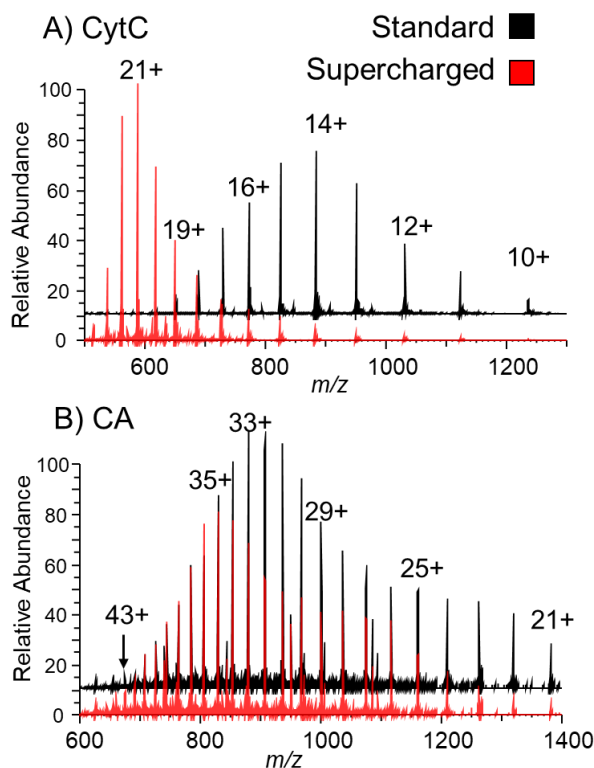 A) CytC
Standard
Supercharged
21+
14+
16+
19+
12+
10+
Relative Abundance
100
80
60
40
20
0
600 800 1000 1200
m/z
B) CA
33+
35+
29+
25+
43+
21+
Relative Abundance
100
80
60
40
20
0
600 800 1000 1200 1400
m/z